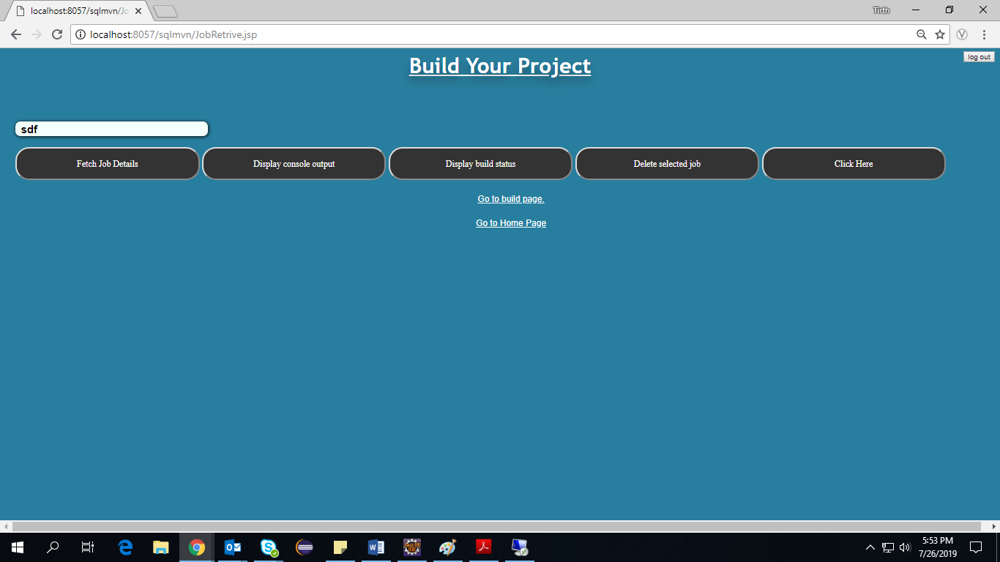 localhost:8057/sqlmvn/Jo
Tirth
localhost:8057/sqlmvn/JobRetrive.jsp
log out
Build Your Project
sdf
Fetch Job Details
Display console output
Display build status
Delete selected job
Click Here
Go to build page.
Go to Home Page
5:53 PM
7/26/2019